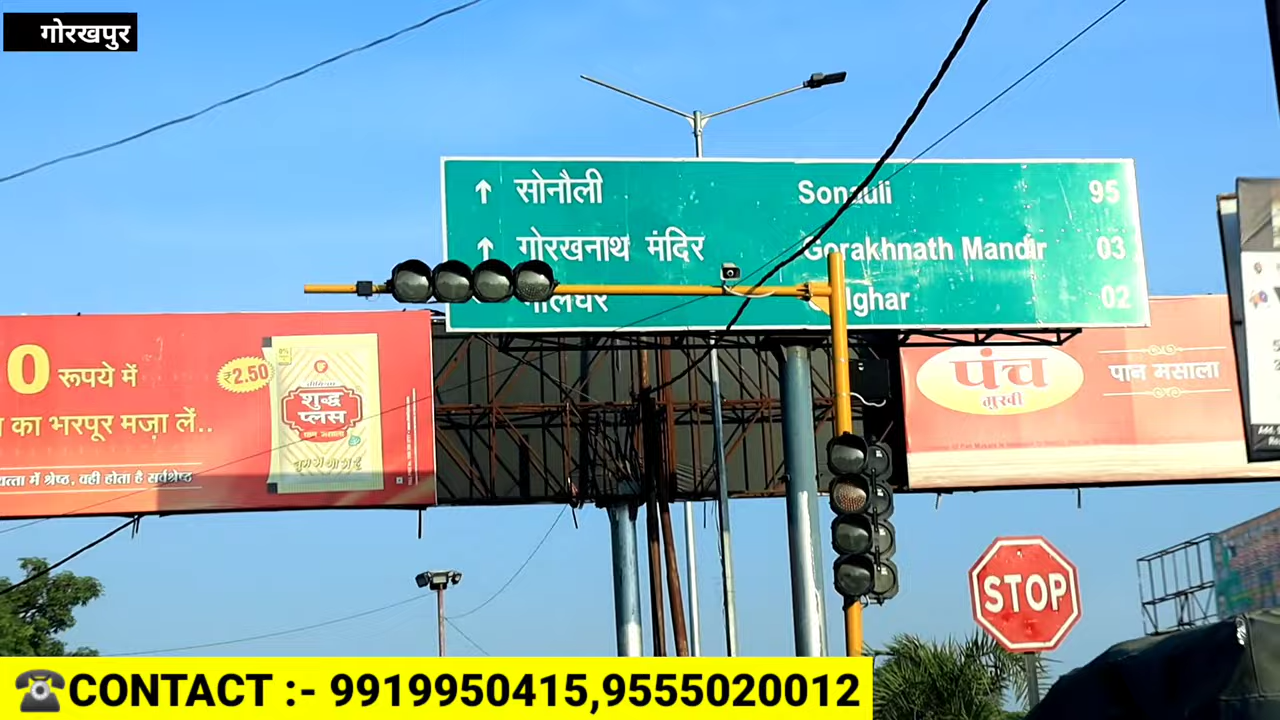 गोरखपुर
↑ सोनौली Sonauli 95
↑ गोरखनाथ मंदिर Gorakhnath Mandir 03
02
0 रूपये में
₹2.50
का भरपूर मज़ा लें..
शुद्ध
प्लस
पान मसाला
में श्रेष्ठ, वही होता है सर्वश्रेष्ठ
पंच
मुखी
पान मसाला
STOP
CONTACT :- 9919950415,9555020012